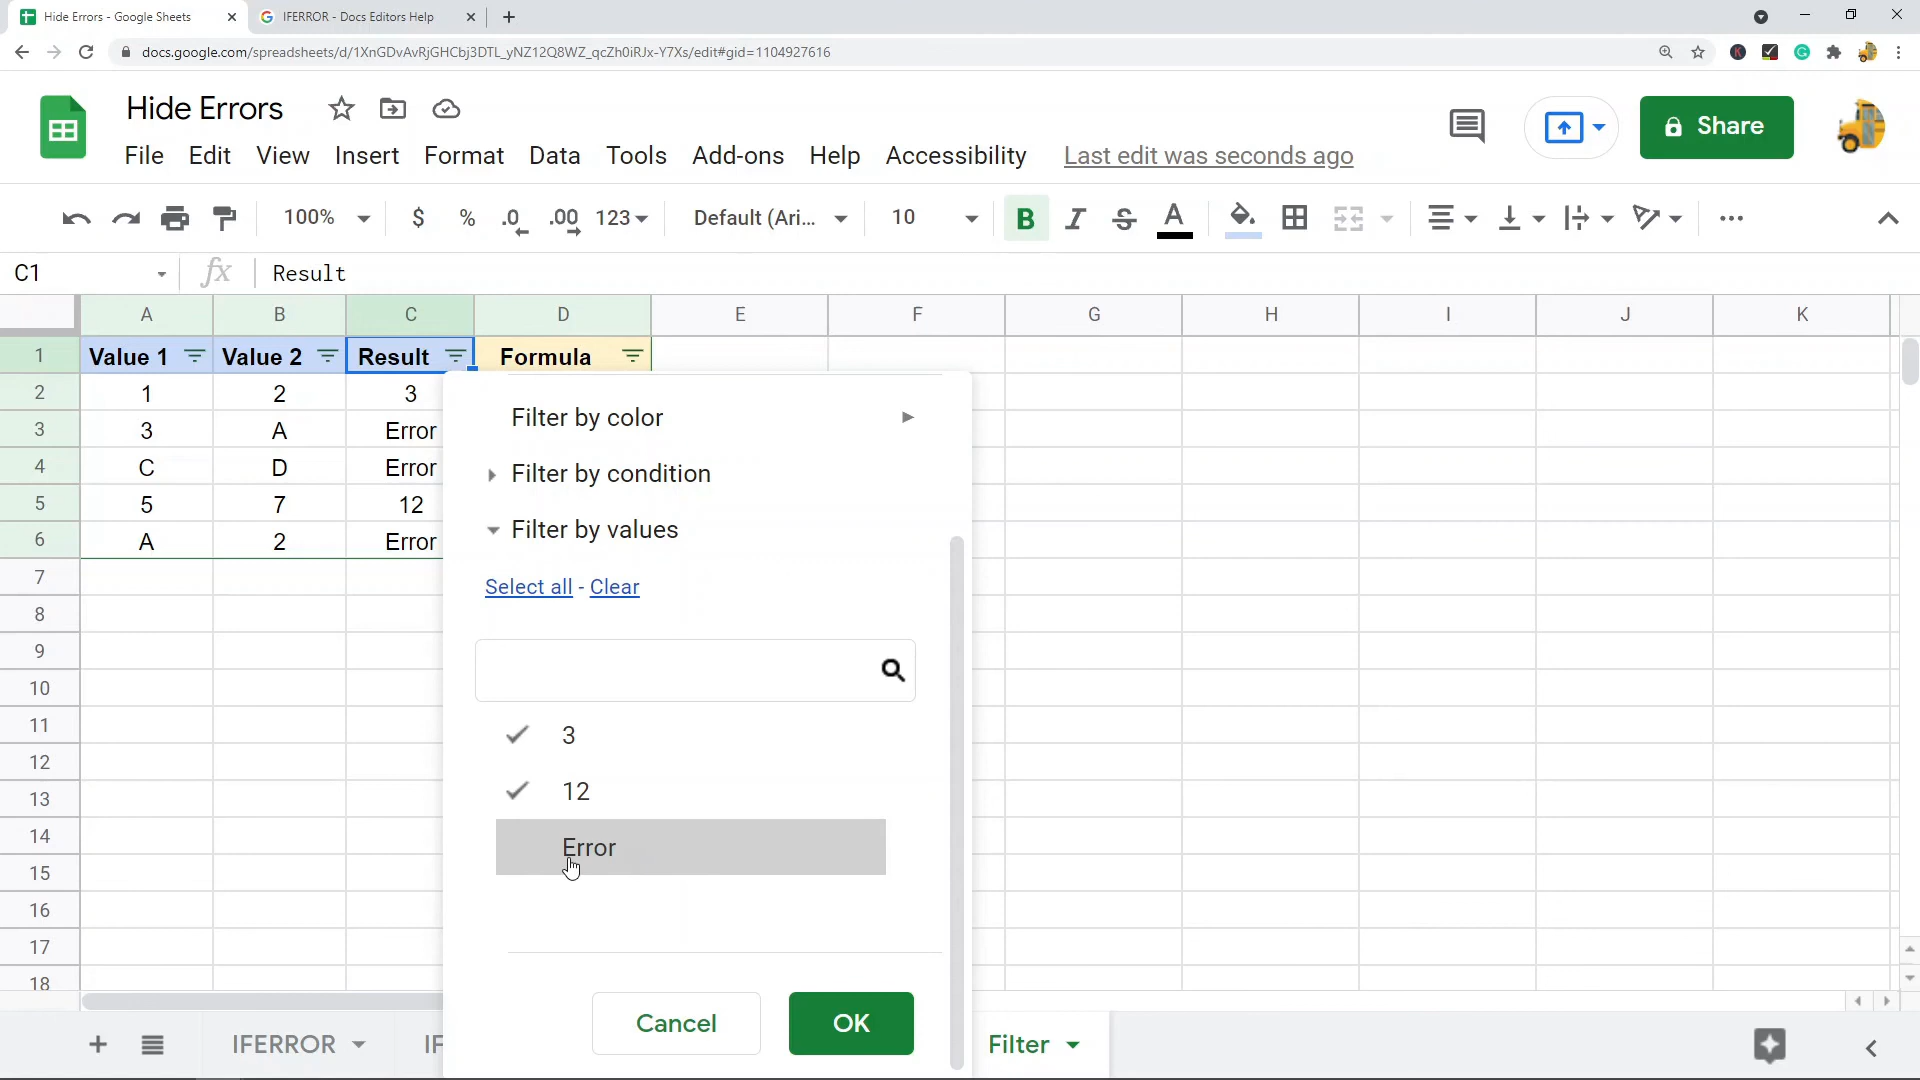 Hide Errors - Google Sheets
IFERROR - Docs Editors Help
docs.google.com/spreadsheets/d/1XnGDvAvRjGHCbj3DTL_yNZ12Q8WZ_qcZh0iRJx-Y7Xs/edit#gid=1104927616
Hide Errors
Share
File Edit View Insert Format Data Tools Add-ons Help Accessibility Last edit was seconds ago
100% $ % .0 .00 123 Default (Ari... 10 B I S A
C1 fx Result
A B C D E F G H I J K
1 Value 1 Value 2 Result Formula
2 1 2 3
3 3 A Error
4 C D Error
5 5 7 12
6 A 2 Error
7
8
9
10
11
12
13
14
15
16
17
18
Filter by color
Filter by condition
Filter by values
Select all - Clear
3
12
Error
Cancel OK
IFERROR IF Filter